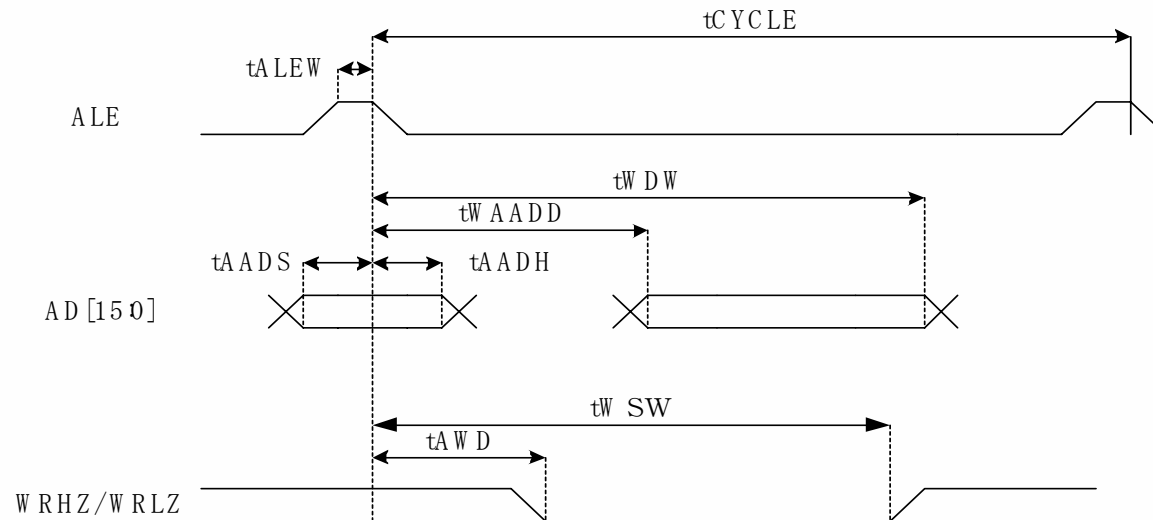 tCYCLE
tALEW
ALE
tWDW
tWAADD
tAADS
tAADH
AD[15:0]
tWSW
tAWD
WRHZ/WRLZ